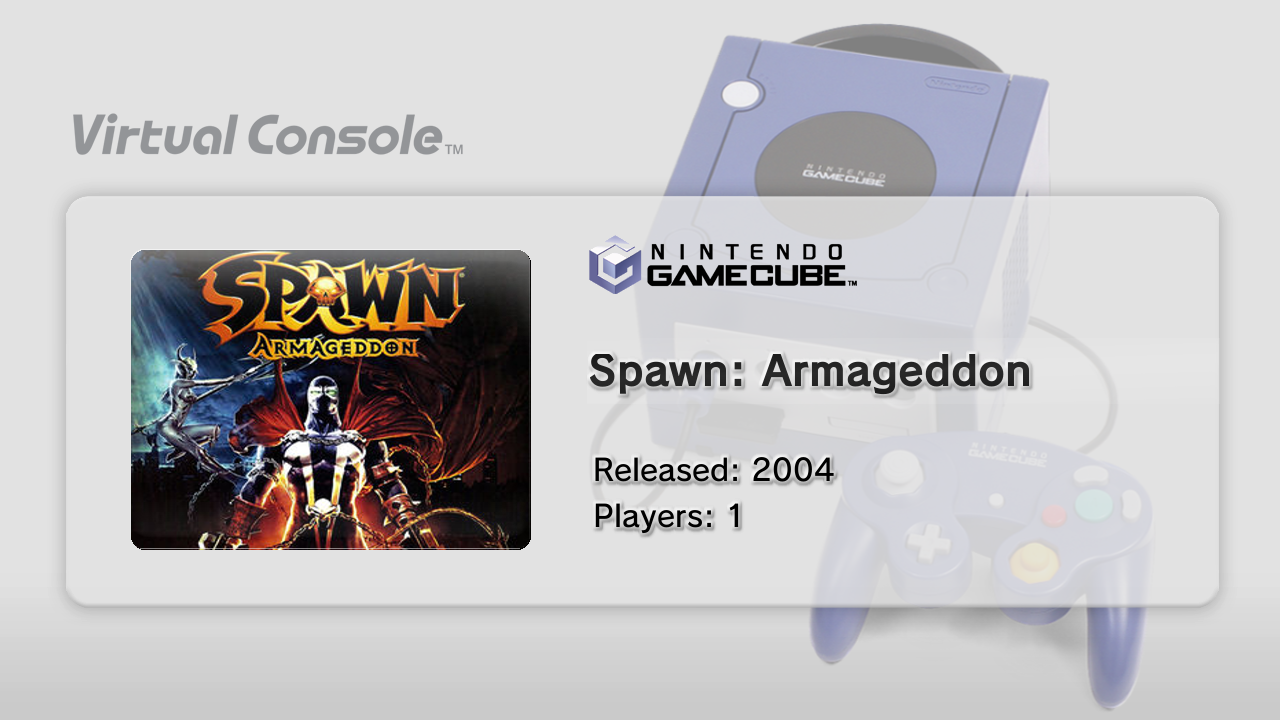 Nintendo
NINTENDO
GAMECUBE
Virtual Console™
SPAWN
ARMAGEDDON
NINTENDO
GAMECUBE™
Spawn: Armageddon
Released: 2004
Players: 1
NINTENDO
GAMECUBE